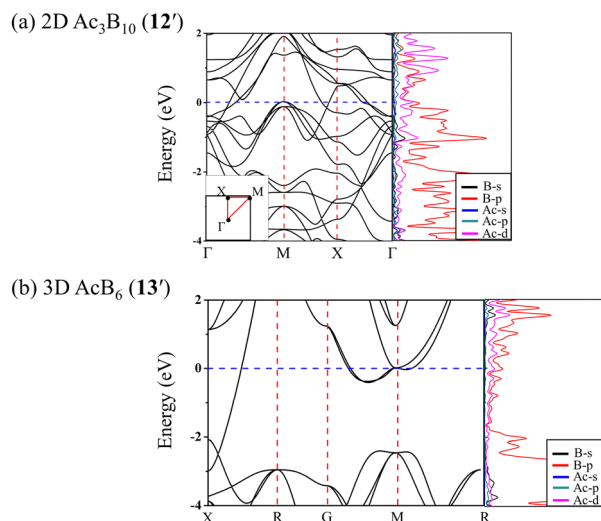 (a) 2D Ac₃B₁₀ (12′)
Energy (eV)
2
0
-2
-4
X
M
Γ
Γ
M
X
Γ
B-s
B-p
Ac-s
Ac-p
Ac-d
(b) 3D AcB₆ (13′)
Energy (eV)
2
0
-2
-4
X
R
G
M
R
B-s
B-p
Ac-s
Ac-p
Ac-d